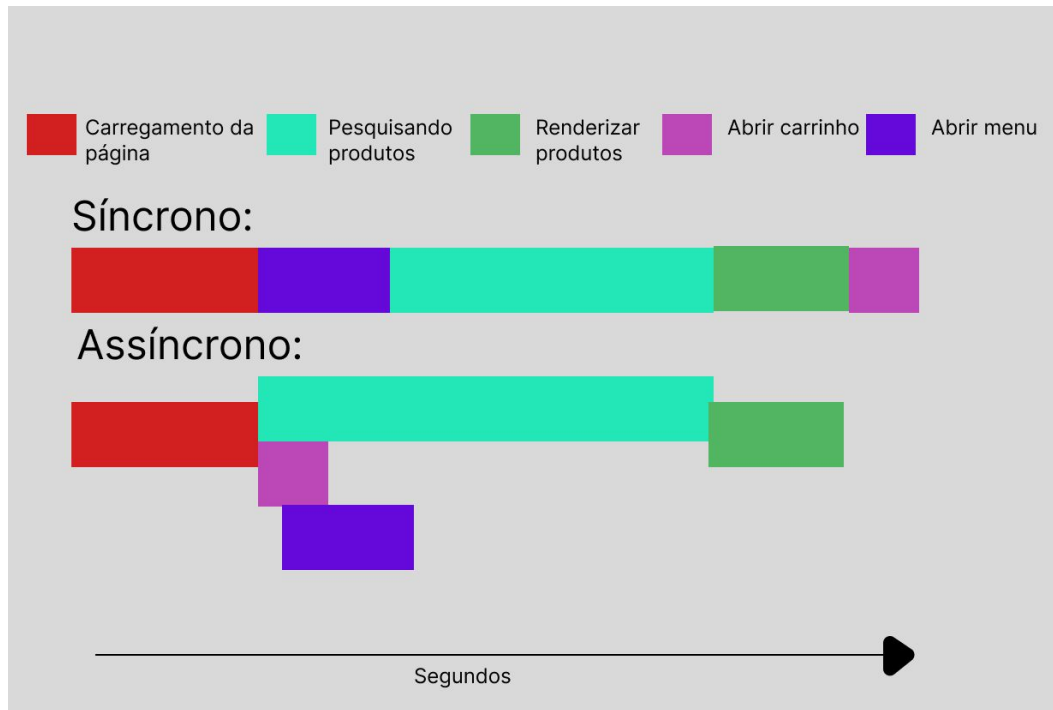 Carregamento da
página
Pesquisando
produtos
Renderizar
produtos
Abrir carrinho
Abrir menu
Síncrono:
Assíncrono:
Segundos